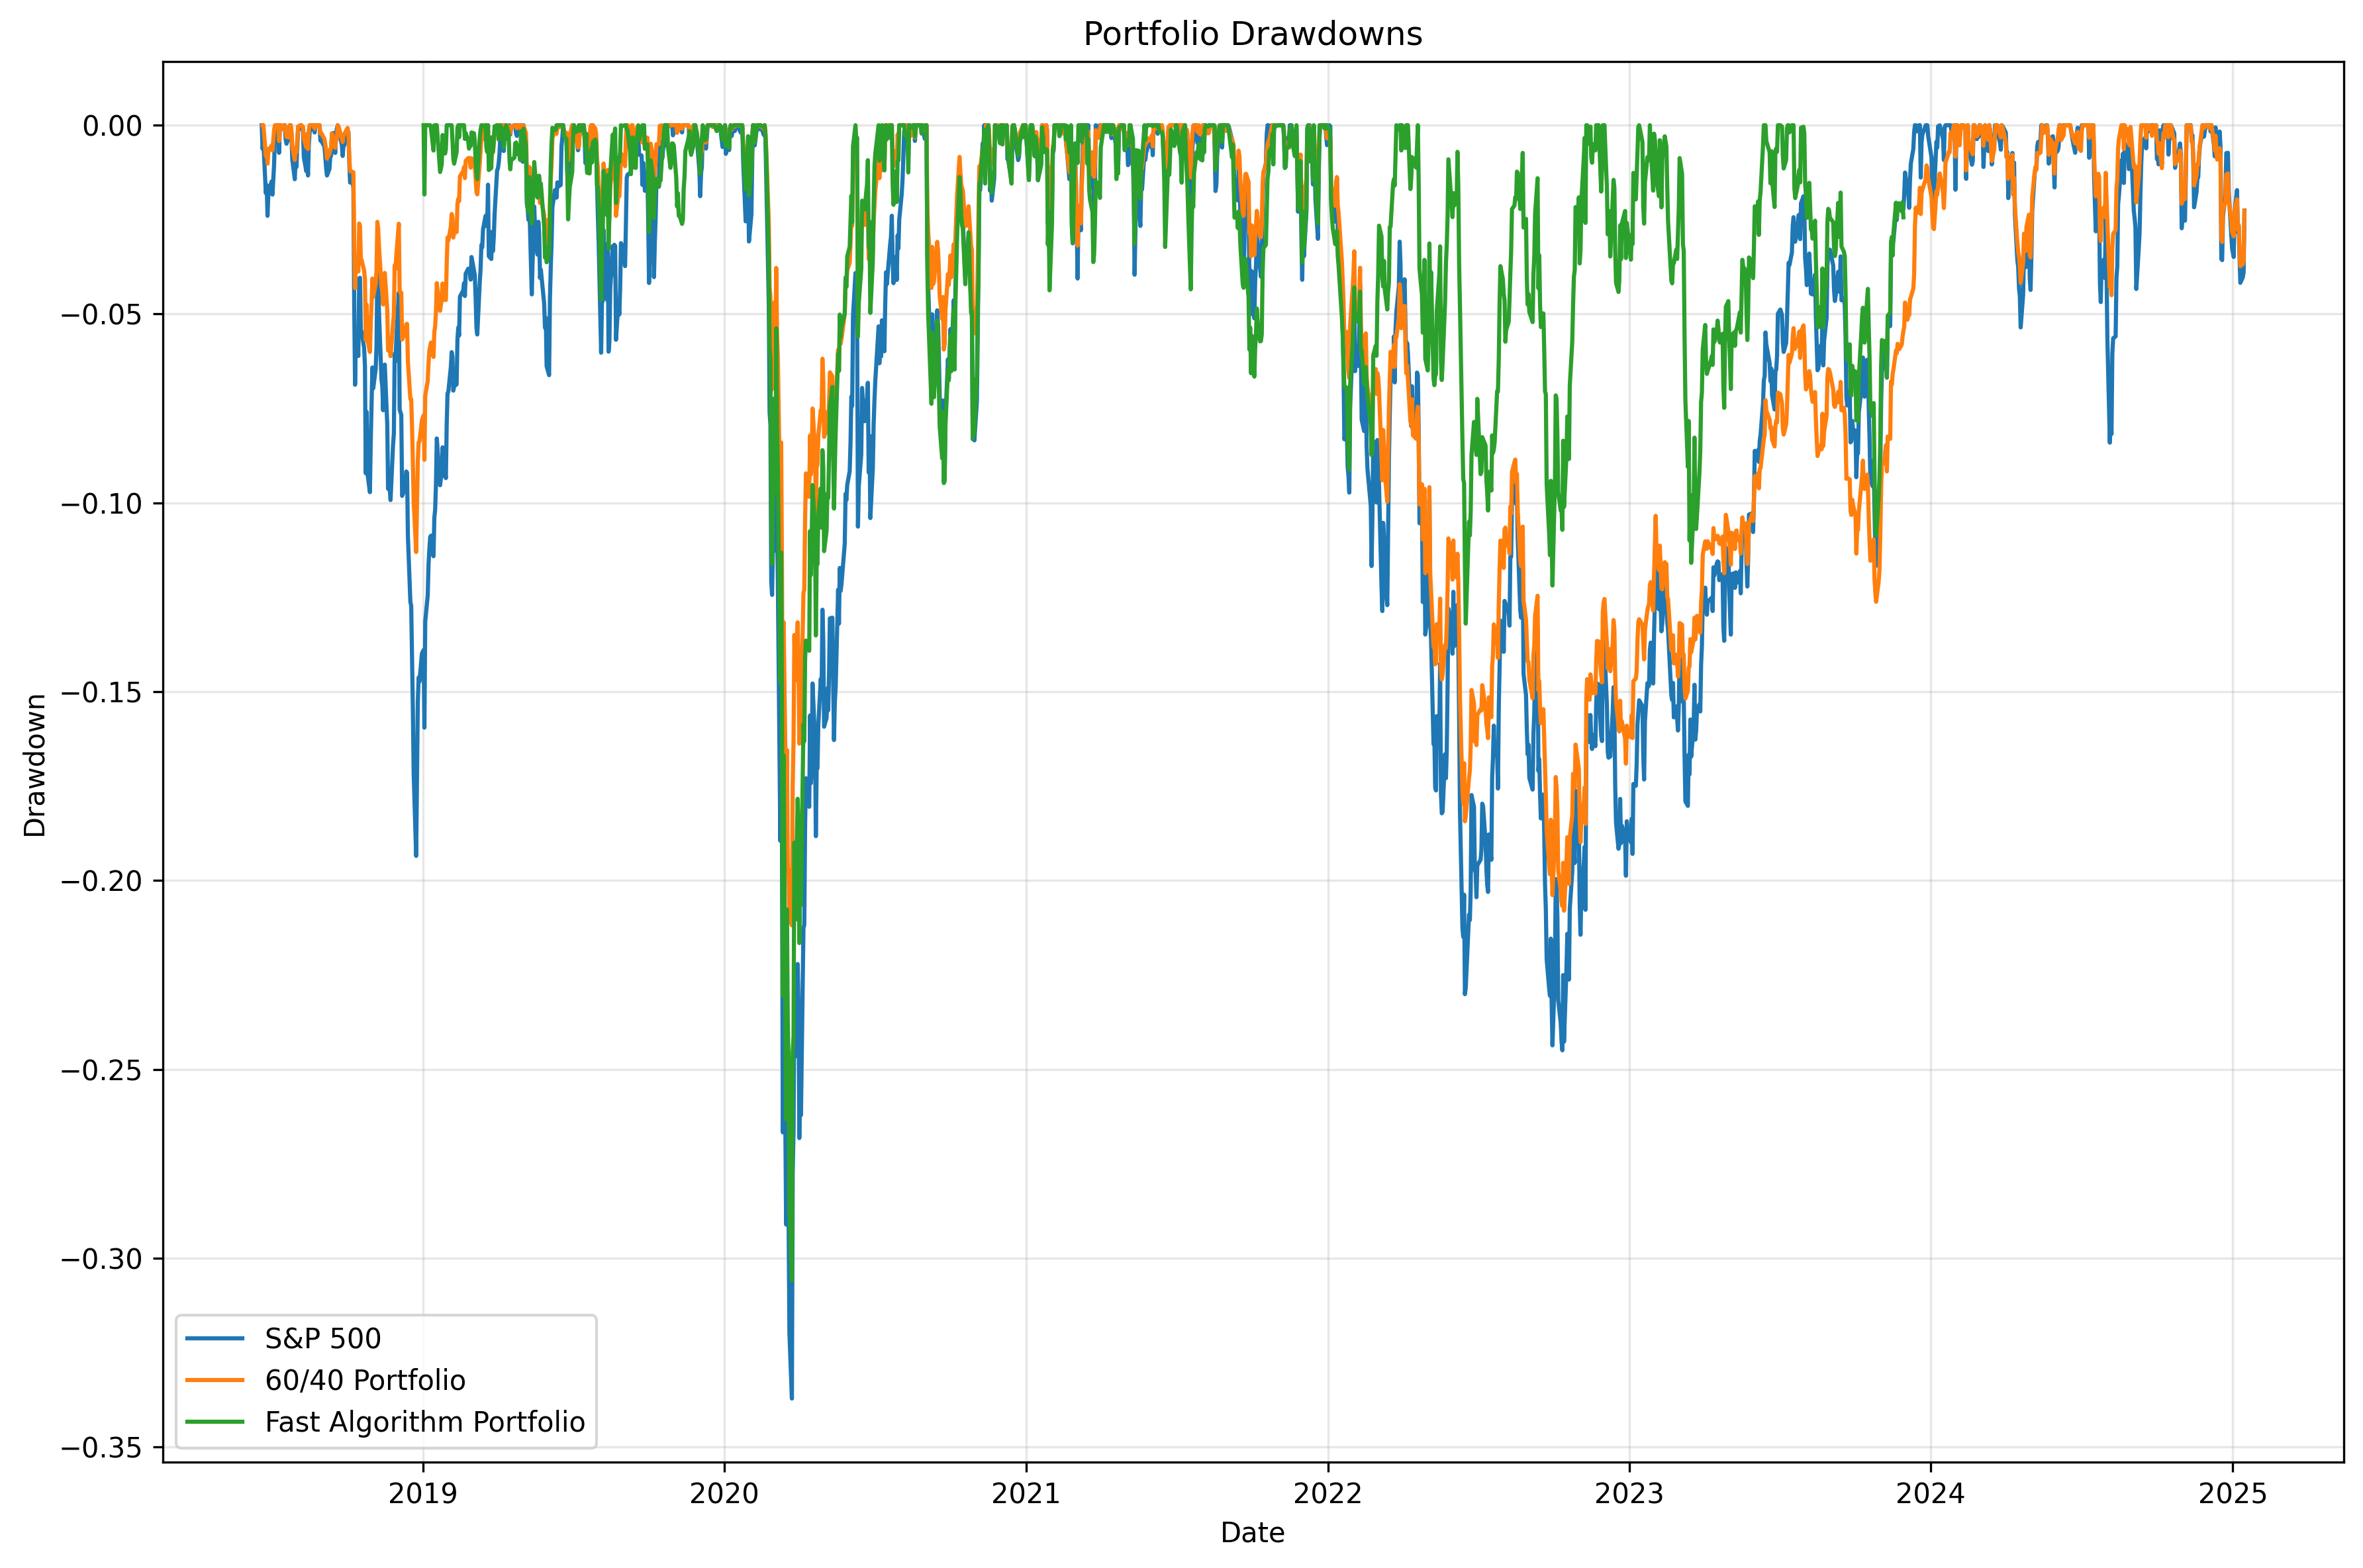 Portfolio Drawdowns
0.00
−0.05
−0.10
−0.15
−0.20
−0.25
−0.30
−0.35
Drawdown
S&P 500
60/40 Portfolio
Fast Algorithm Portfolio
2019 2020 2021 2022 2023 2024 2025
Date